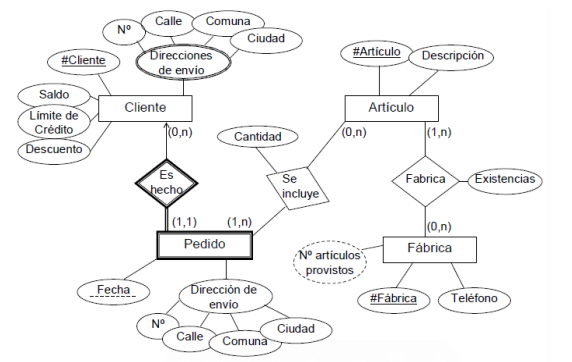 Nº
Calle
Comuna
Ciudad
Direcciones
de envío
#Cliente
Saldo
Límite de
Crédito
Descuento
Cliente
(0,n)
Es
hecho
(1,1)
(1,n)
Pedido
Fecha
Dirección de
envío
Nº
Calle
Comuna
Ciudad
Cantidad
Se
incluye
#Artículo
Descripción
Artículo
(0,n)
(1,n)
Fabrica
Existencias
(0,n)
Fábrica
Nº artículos
provistos
#Fábrica
Teléfono